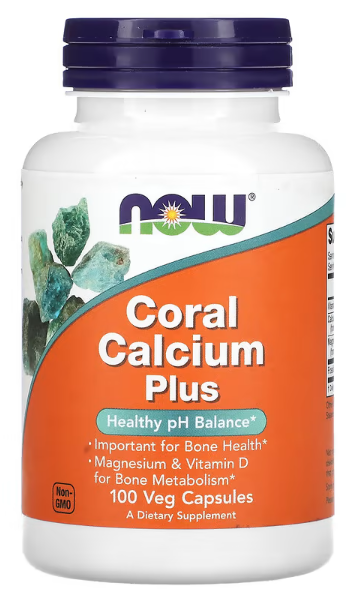 NOW®
Coral
Calcium
Plus
Healthy pH Balance*
• Important for Bone Health*
• Magnesium & Vitamin D
for Bone Metabolism*
100 Veg Capsules
A Dietary Supplement
Non-
GMO